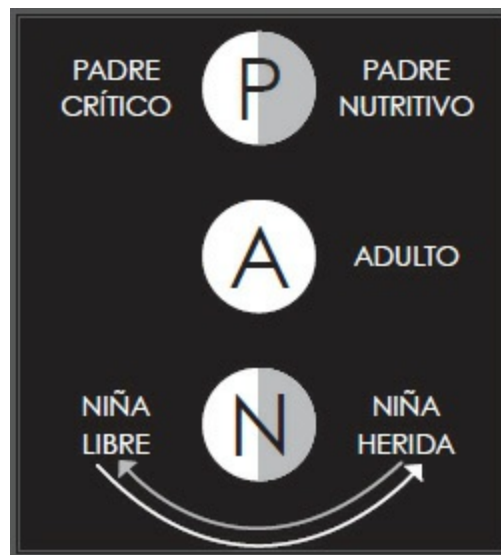 PADRE
CRÍTICO
P
PADRE
NUTRITIVO
A
ADULTO
NIÑA
LIBRE
N
NIÑA
HERIDA